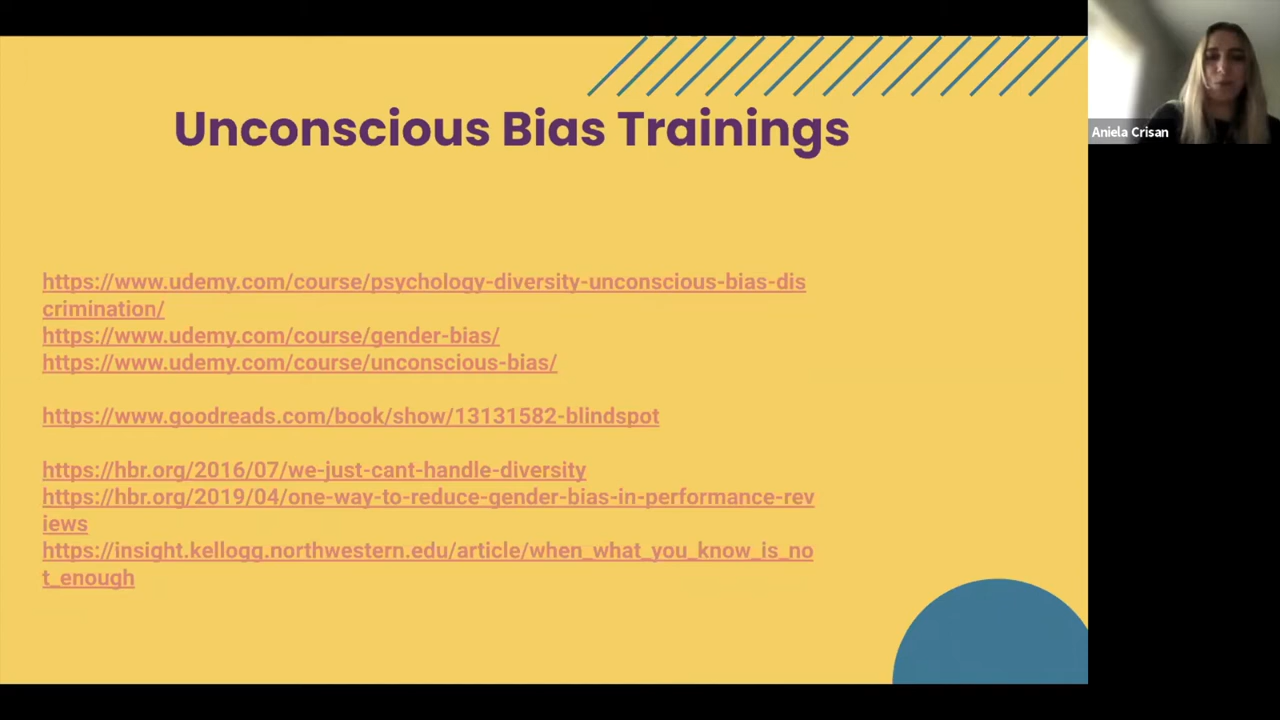 Unconscious Bias Trainings
Aniela Crisan
https://www.udemy.com/course/psychology-diversity-unconscious-bias-dis
crimination/
https://www.udemy.com/course/gender-bias/
https://www.udemy.com/course/unconscious-bias/
https://www.goodreads.com/book/show/13131582-blindspot
https://hbr.org/2016/07/we-just-cant-handle-diversity
https://hbr.org/2019/04/one-way-to-reduce-gender-bias-in-performance-rev
iews
https://insight.kellogg.northwestern.edu/article/when_what_you_know_is_no
t_enough